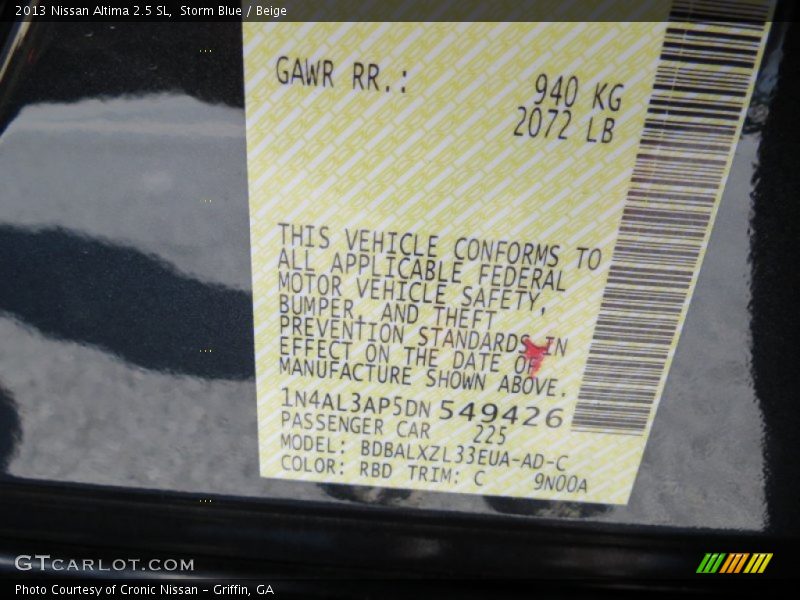 2013 Nissan Altima 2.5 SL,  Storm Blue / Beige
GAWR RR.:
940 KG
2072 LB
THIS VEHICLE CONFORMS TO
ALL APPLICABLE FEDERAL
MOTOR VEHICLE SAFETY,
BUMPER, AND THEFT
PREVENTION STANDARDS IN
EFFECT ON THE DATE OF
MANUFACTURE SHOWN ABOVE.
1N4AL3AP5DN 549426
PASSENGER CAR 225
MODEL: BDBALXZL33EUA-AD-C
COLOR: RBD TRIM: C 9N00A
GTCARLOT.COM
Photo Courtesy of Cronic Nissan - Griffin, GA